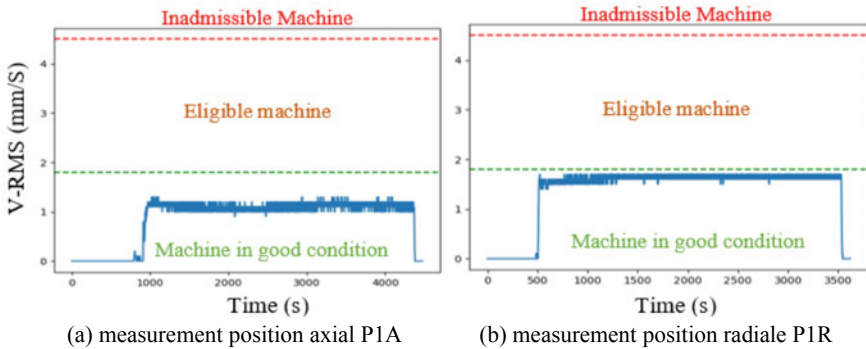 Inadmissible Machine
4
Eligible machine
3
2
1
Machine in good condition
0
V-RMS (mm/S)
0 1000 2000 3000 4000
Time (s)
(a) measurement position axial P1A
Inadmissible Machine
4
Eligible machine
3
2
1
Machine in good condition
0
0 500 1000 1500 2000 2500 3000 3500
Time (s)
(b) measurement position radiale P1R